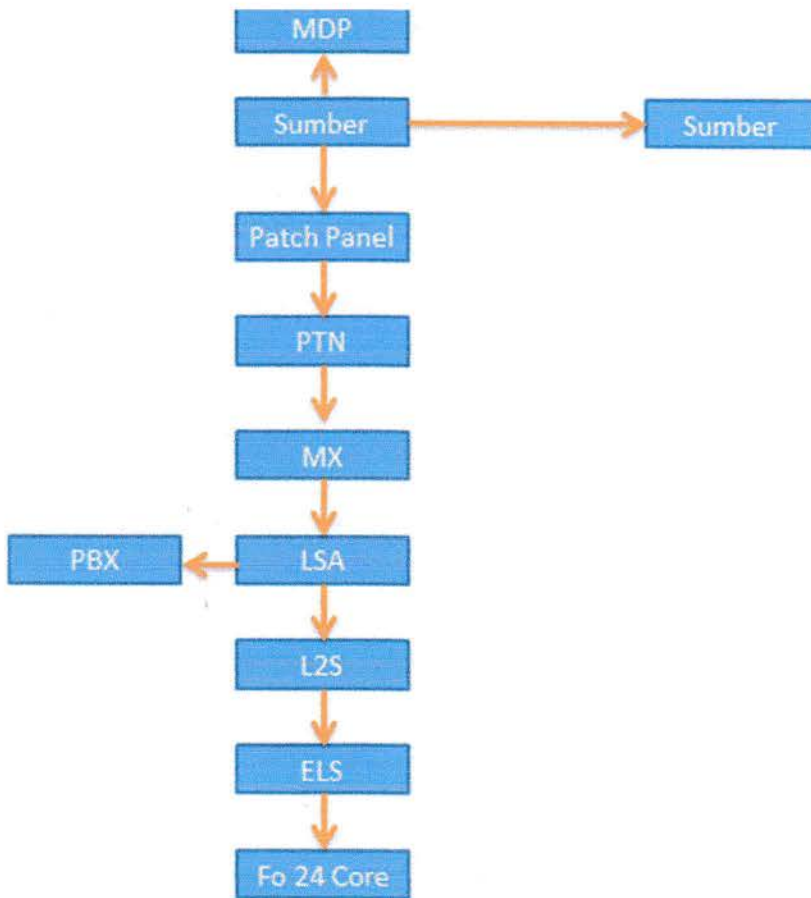 MDP
Sumber
Sumber
Patch Panel
PTN
MX
PBX
LSA
L2S
ELS
Fo 24 Core